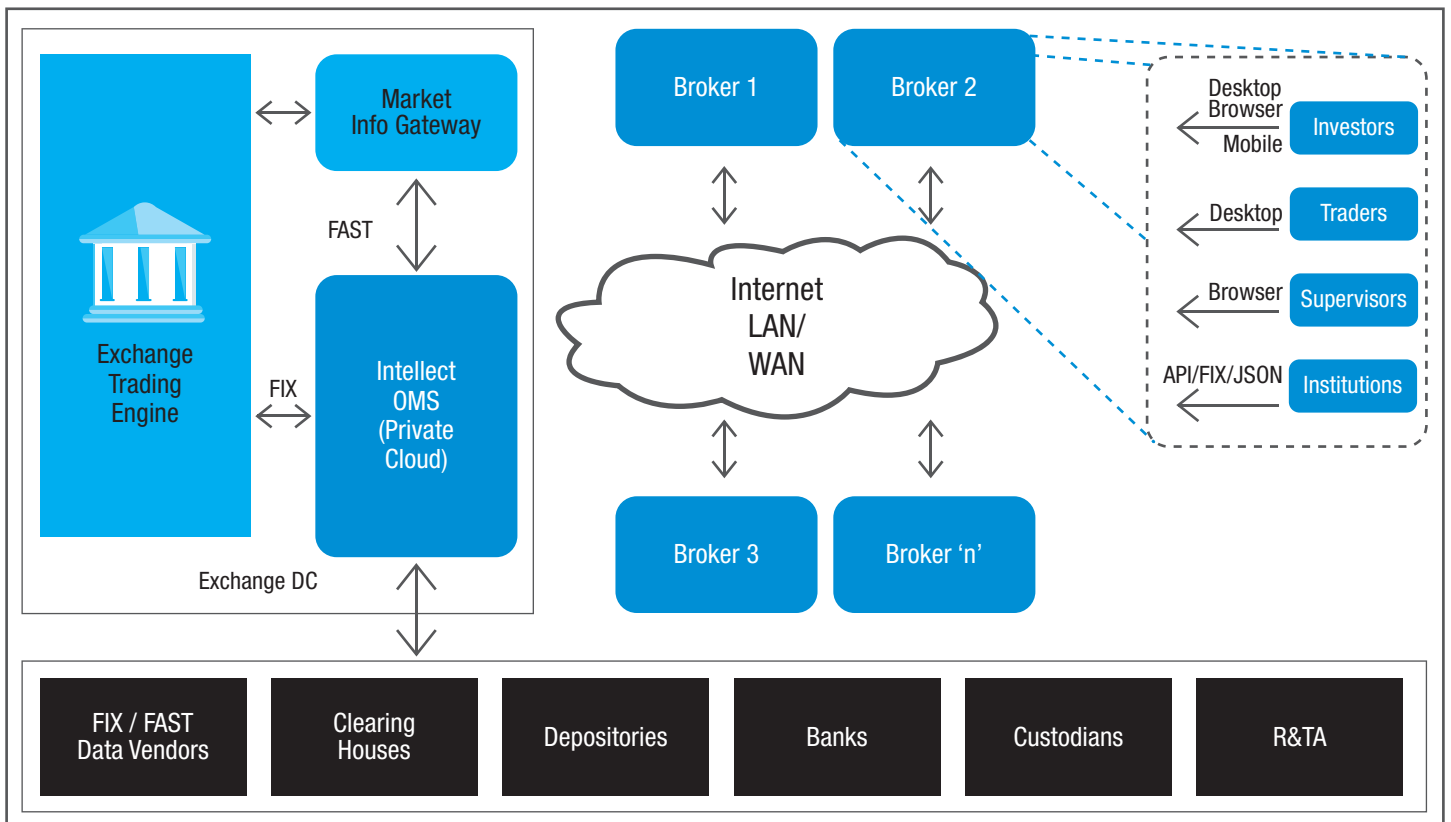 Market
Info Gateway
FAST
Exchange
Trading
Engine
FIX
Intellect
OMS
(Private
Cloud)
Exchange DC
Broker 1
Broker 2
Internet
LAN/
WAN
Broker 3
Broker ‘n’
Desktop
Browser
Mobile
Investors
Desktop
Traders
Browser
Supervisors
API/FIX/JSON
Institutions
FIX / FAST
Data Vendors
Clearing
Houses
Depositories
Banks
Custodians
R&TA